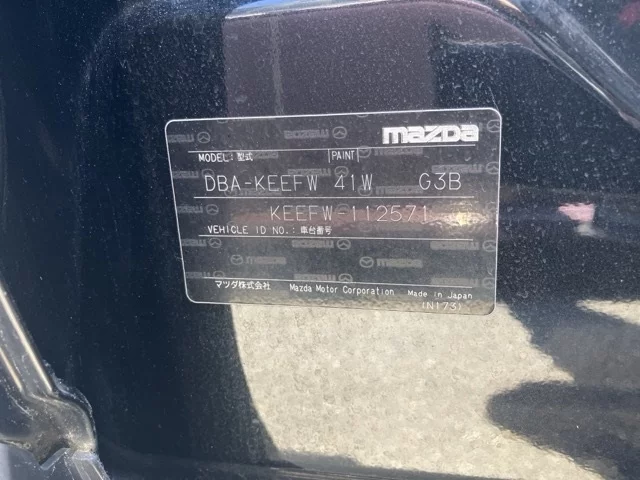 mazda
MODEL:型式 PAINT
DBA-KEEFW 41W G3B
KEEFW-112571
VEHICLE ID NO.:車台番号
マツダ株式会社 Mazda Motor Corporation Made in Japan
(N173)